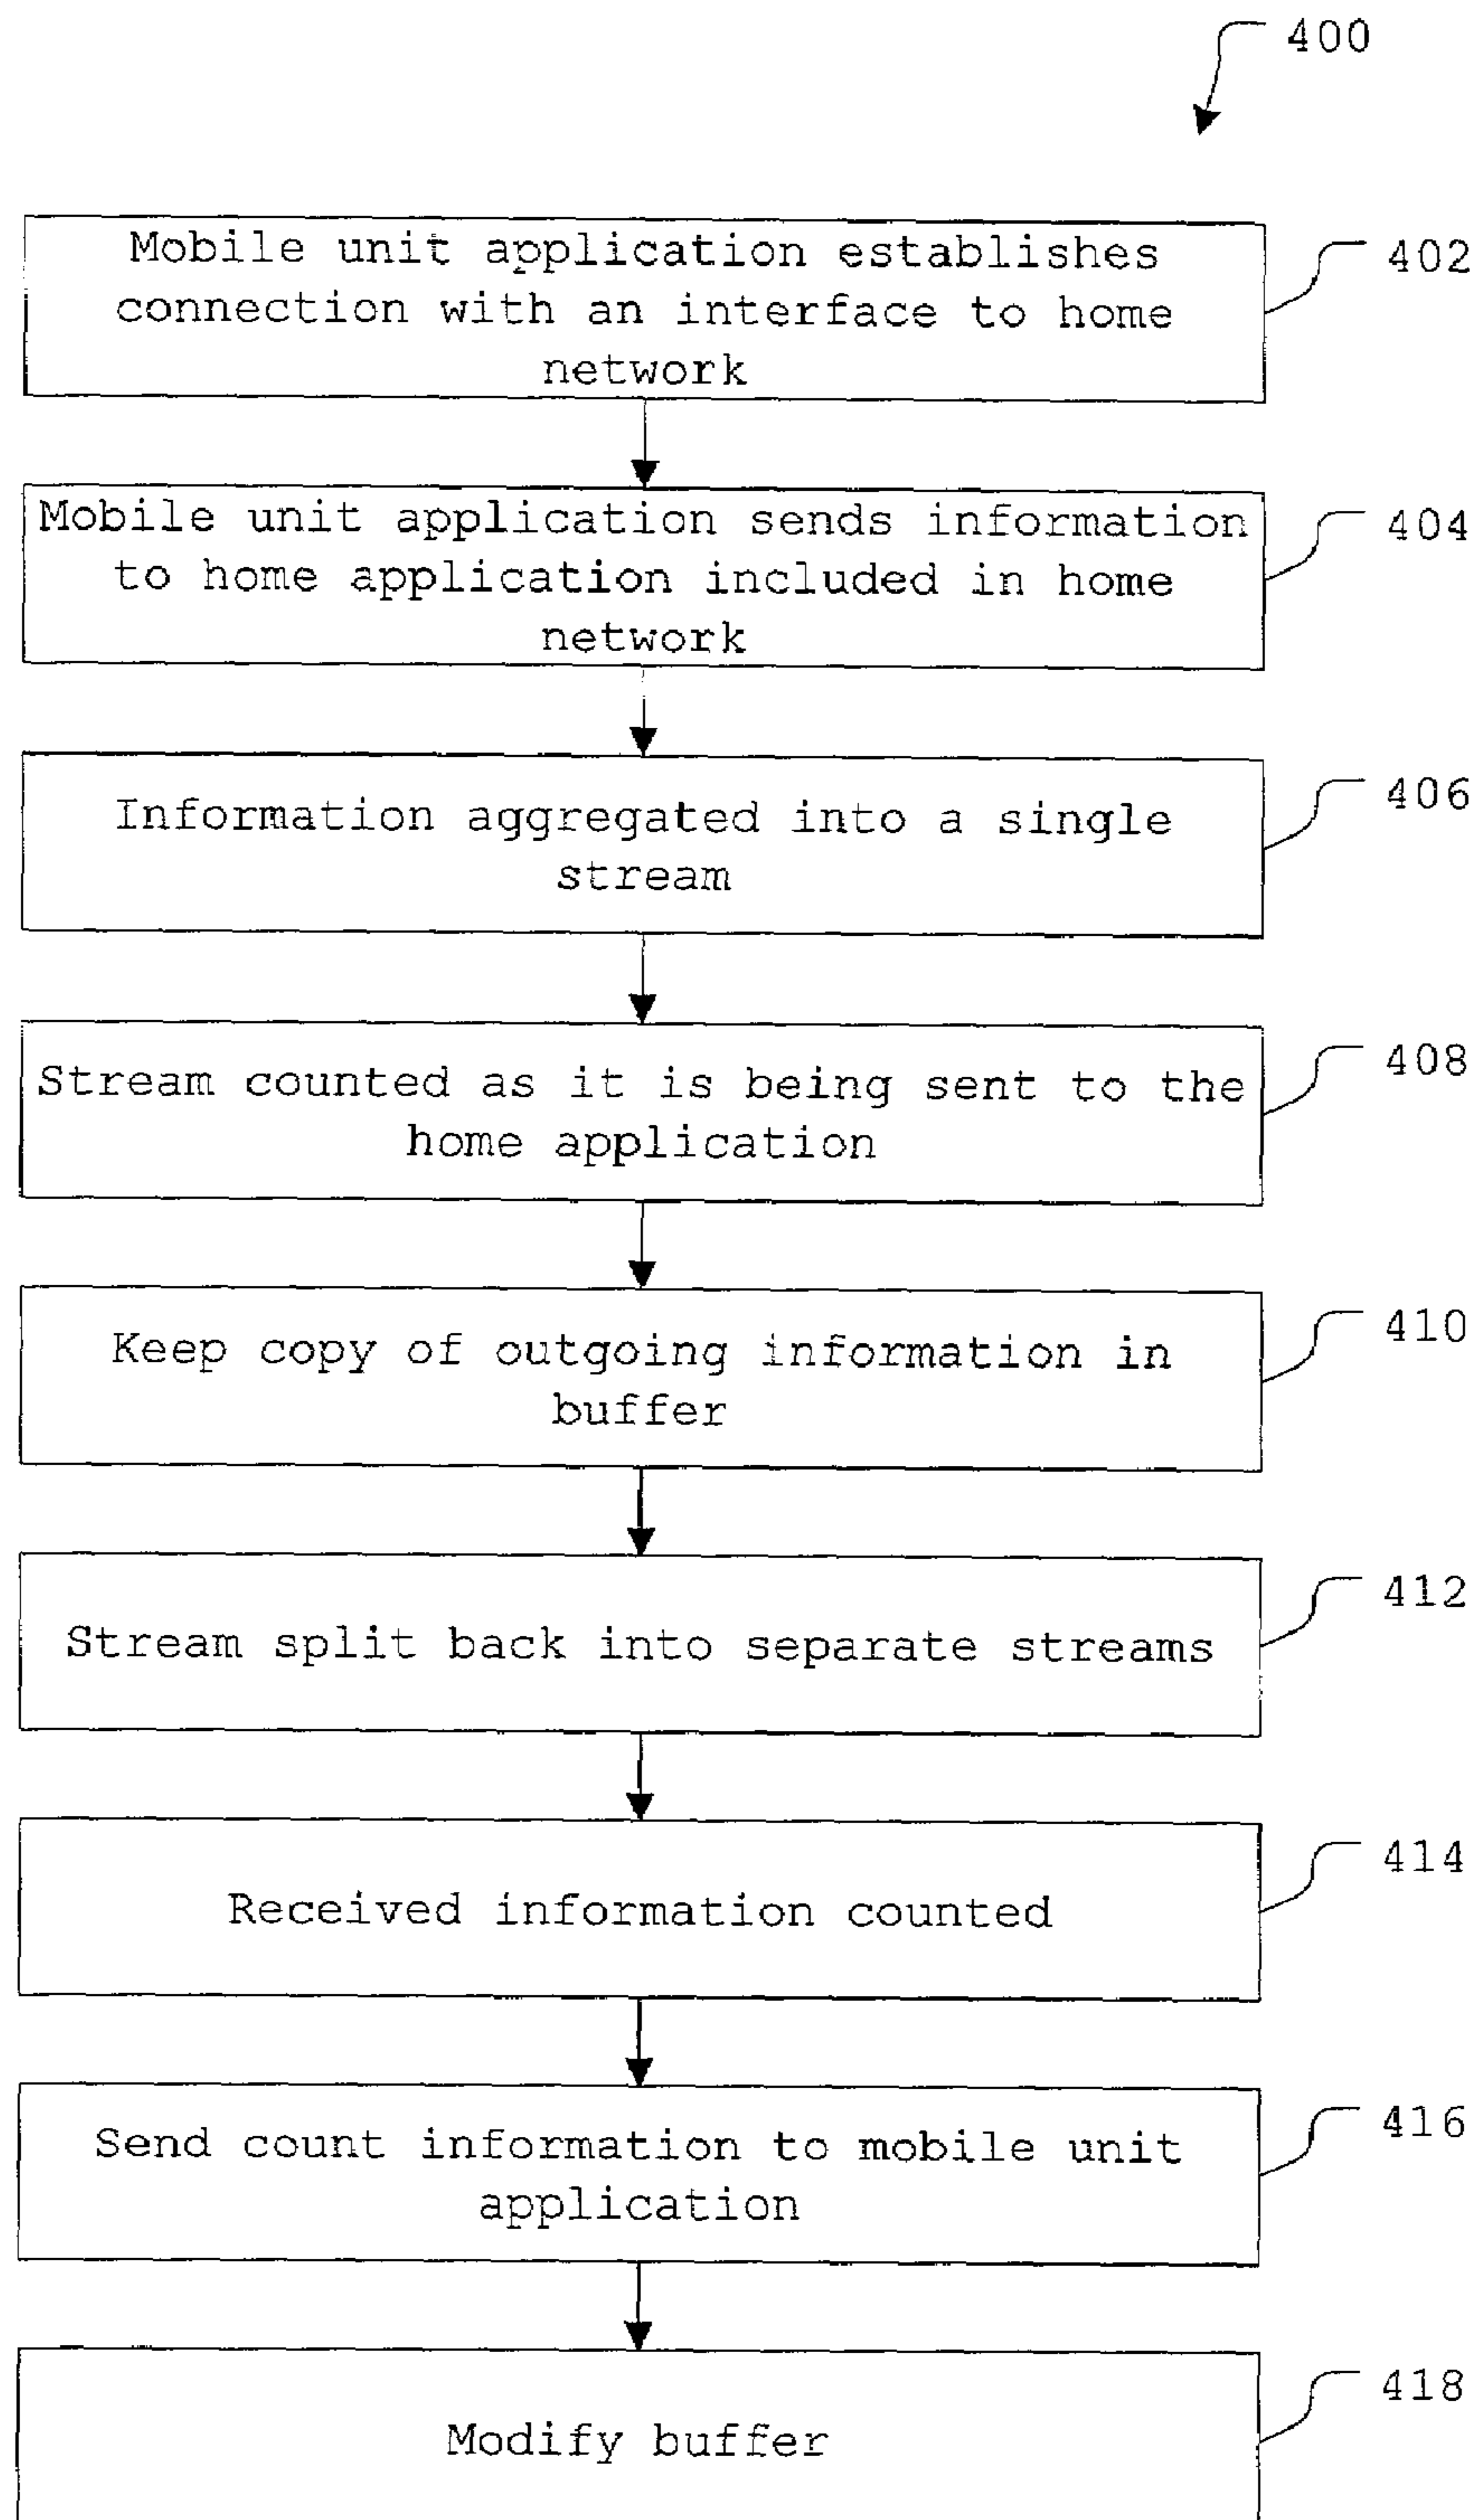 400
Mobile unit application establishes
connection with an interface to home
network
402
Mobile unit application sends information
to home application included in home
network
404
Information aggregated into a single
stream
406
Stream counted as it is being sent to the
home application
408
Keep copy of outgoing information in
buffer
410
Stream split back into separate streams
412
Received information counted
414
Send count information to mobile unit
application
416
Modify buffer
418